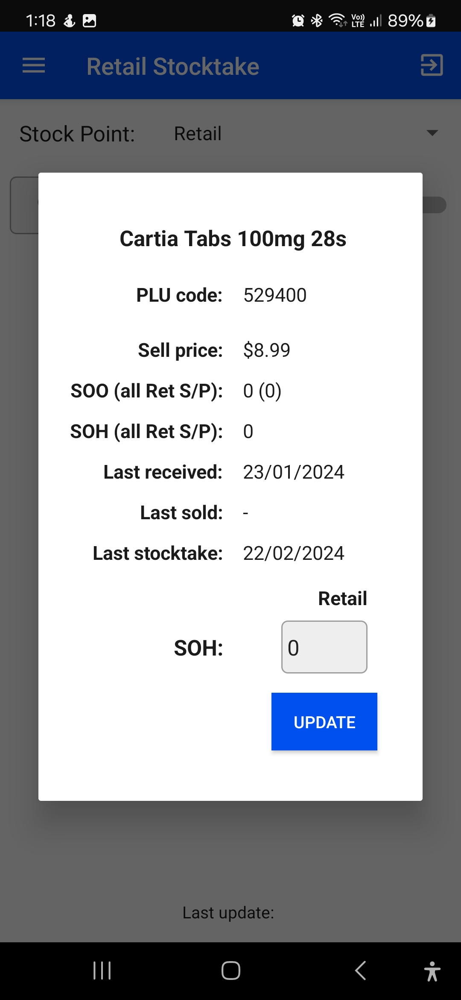 1:18 Vo)) LTE 89%
Retail Stocktake
Stock Point: Retail
Cartia Tabs 100mg 28s
PLU code: 529400
Sell price: $8.99
SOO (all Ret S/P): 0 (0)
SOH (all Ret S/P): 0
Last received: 23/01/2024
Last sold: -
Last stocktake: 22/02/2024
Retail
SOH: 0
UPDATE
Last update: